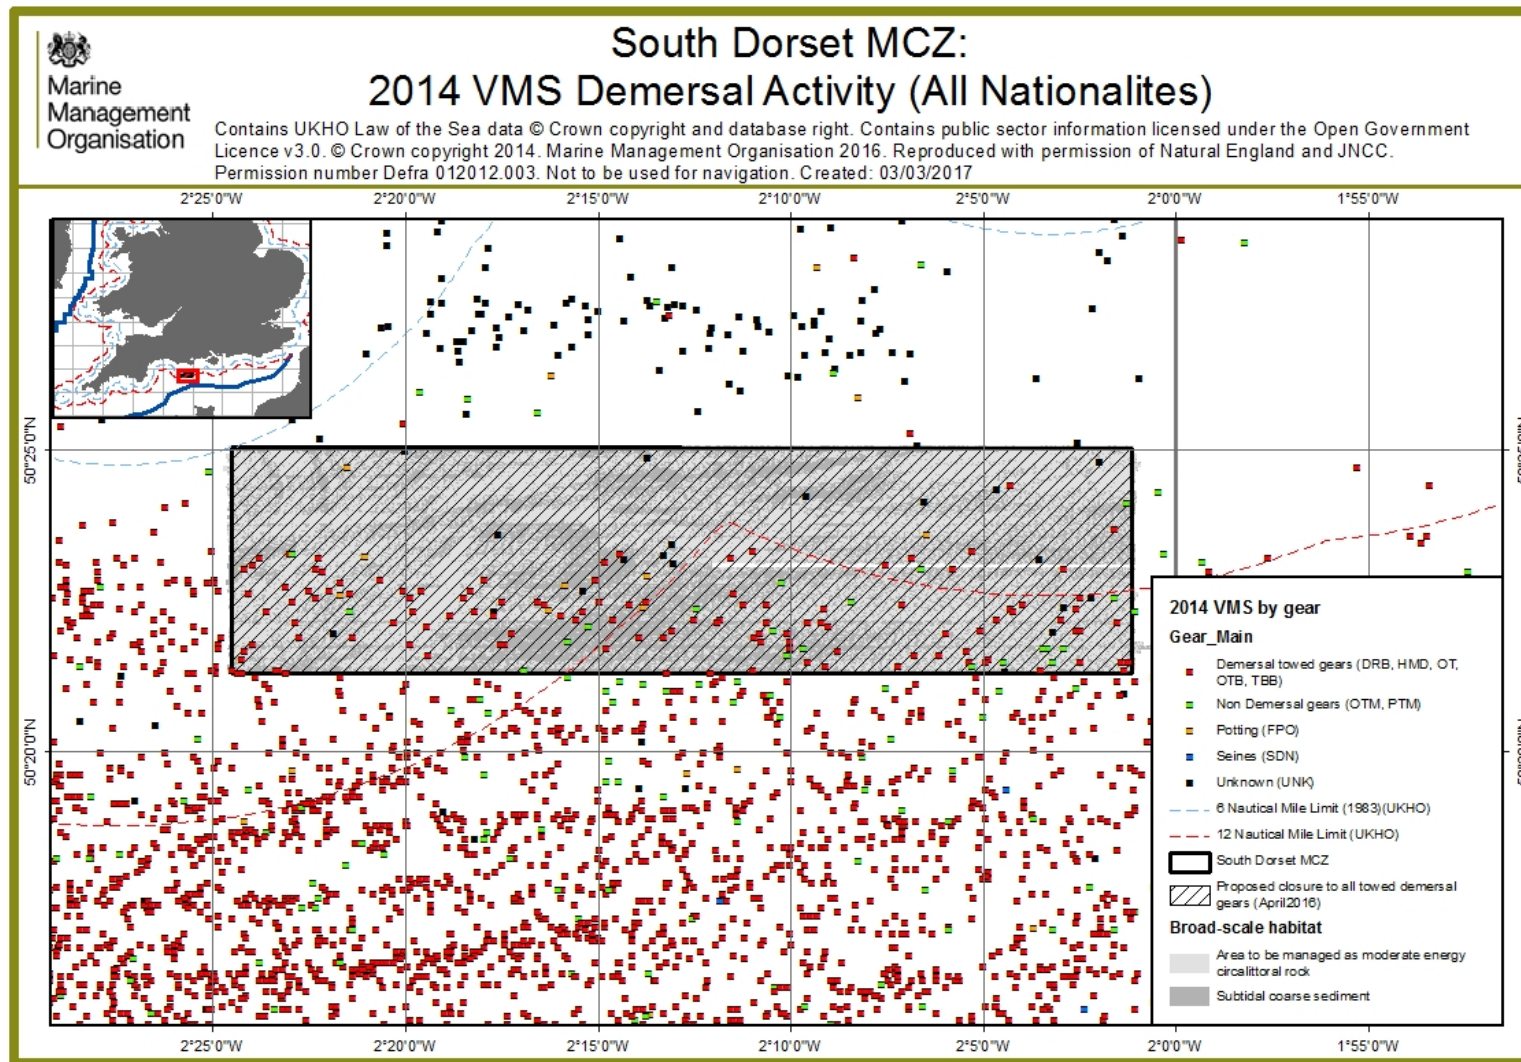 South Dorset MCZ:
2014 VMS Demersal Activity (All Nationalites)
Marine
Management
Organisation
Contains UKHO Law of the Sea data © Crown copyright and database right. Contains public sector information licensed under the Open Government
Licence v3.0. © Crown copyright 2014. Marine Management Organisation 2016. Reproduced with permission of Natural England and JNCC.
Permission number Defra 012012.003. Not to be used for navigation. Created: 03/03/2017
2°25'0"W 2°20'0"W 2°15'0"W 2°10'0"W 2°5'0"W 2°0'0"W 1°55'0"W
50°25'0"N
50°20'0"N
2014 VMS by gear
Gear_Main
Demersal towed gears (DRB, HMD, OT,
OTB, TBB)
Non Demersal gears (OTM, PTM)
Potting (FPO)
Seines (SDN)
Unknown (UNK)
6 Nautical Mile Limit (1983)(UKHO)
12 Nautical Mile Limit (UKHO)
South Dorset MCZ
Proposed closure to all towed demersal
gears (April2016)
Broad-scale habitat
Area to be managed as moderate energy
circalittoral rock
Subtidal coarse sediment
2°25'0"W 2°20'0"W 2°15'0"W 2°10'0"W 2°5'0"W 2°0'0"W 1°55'0"W